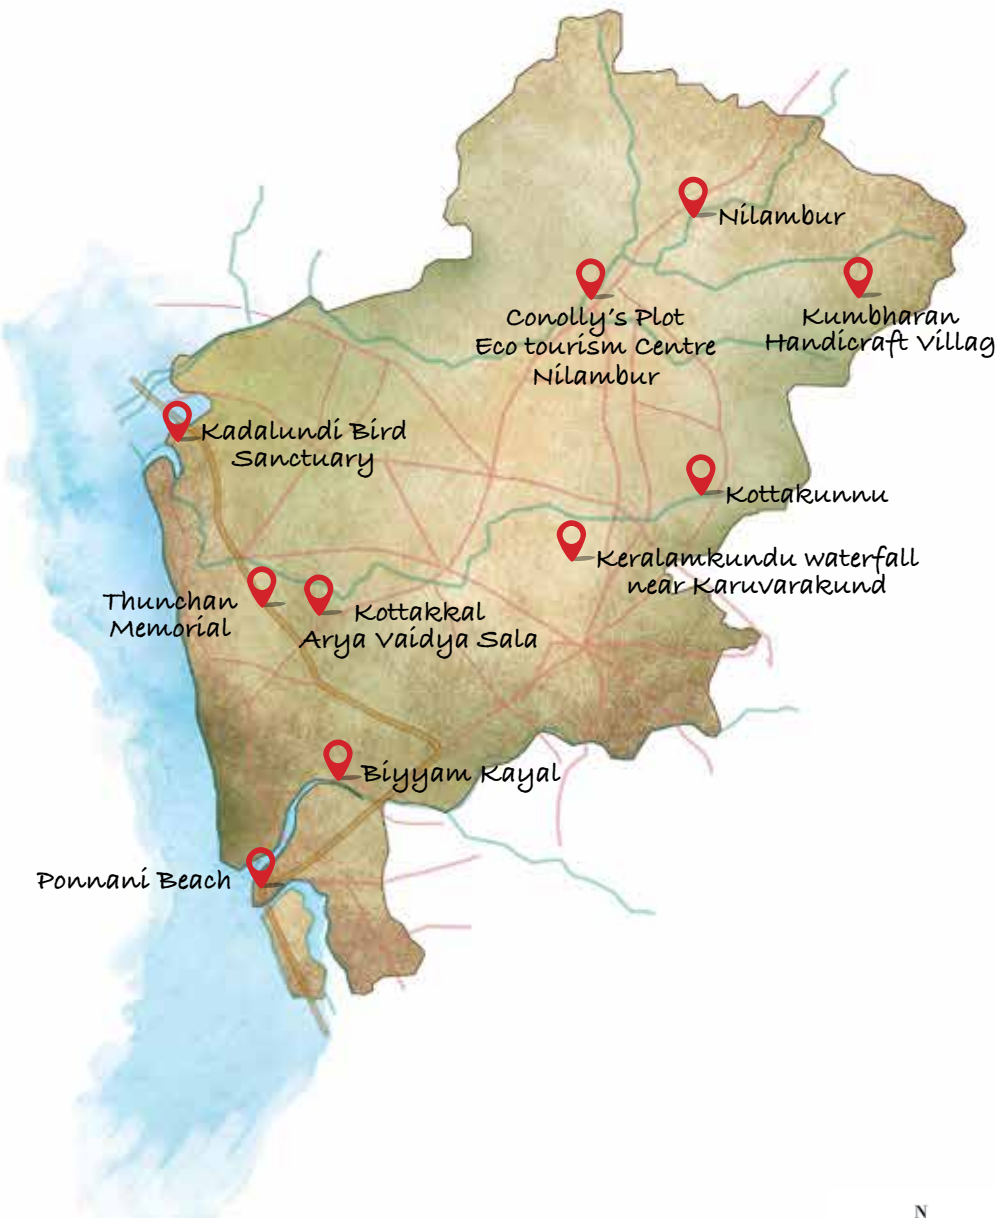 Nilambur
Conolly's Plot
Eco tourism Centre
Nilambur
Kumbharan
Handicraft Villag
Kadalundi Bird
Sanctuary
Kottakunnu
Keralamkundu waterfall
near Karuvarakund
Thunchan
Memorial
Kottakkal
Arya Vaidya Sala
Biyyam Kayal
Ponnani Beach
N